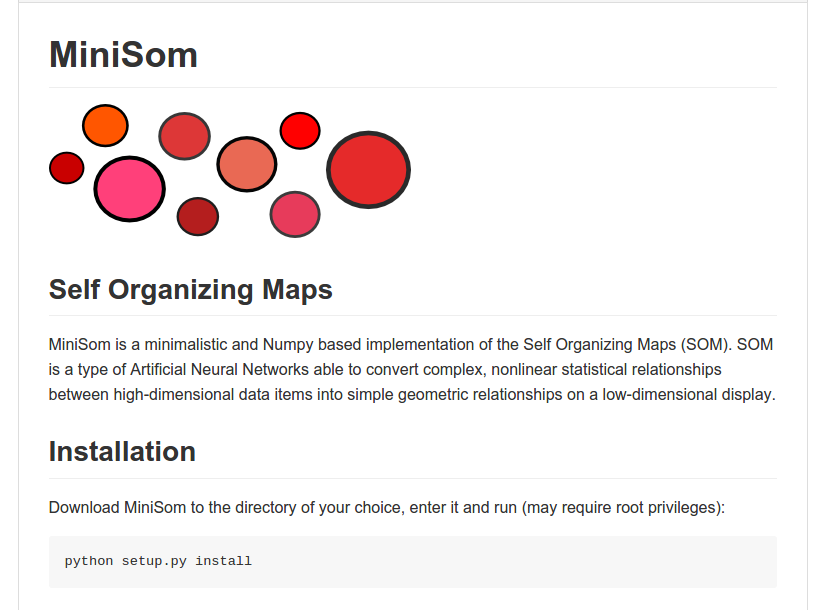 MiniSom
Self Organizing Maps
MiniSom is a minimalistic and Numpy based implementation of the Self Organizing Maps (SOM). SOM
is a type of Artificial Neural Networks able to convert complex, nonlinear statistical relationships
between high-dimensional data items into simple geometric relationships on a low-dimensional display.
Installation
Download MiniSom to the directory of your choice, enter it and run (may require root privileges):
python setup.py install